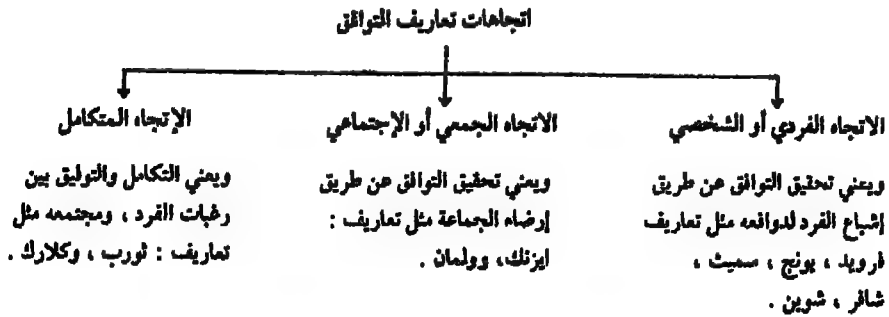 اتجاهات تعاريف التوافق
الاتجاه الفردي أو الشخصي
ويعني تحقيق التوافق عن طريق
إشباع الفرد لدوافعه مثل تعاريف
فرويد ، يونج ، سميث ،
شافر ، شوبن .
الاتجاه الجمعي أو الإجتماعي
ويعني تحقيق التوافق عن طريق
إرضاء الجماعة مثل تعاريف :
ايزنك، وولمان .
الإتجاه المتكامل
ويعني التكامل والتوفيق بين
رغبات الفرد ، ومجتمعه مثل
تعاريف : ثورب ، وكلارك .